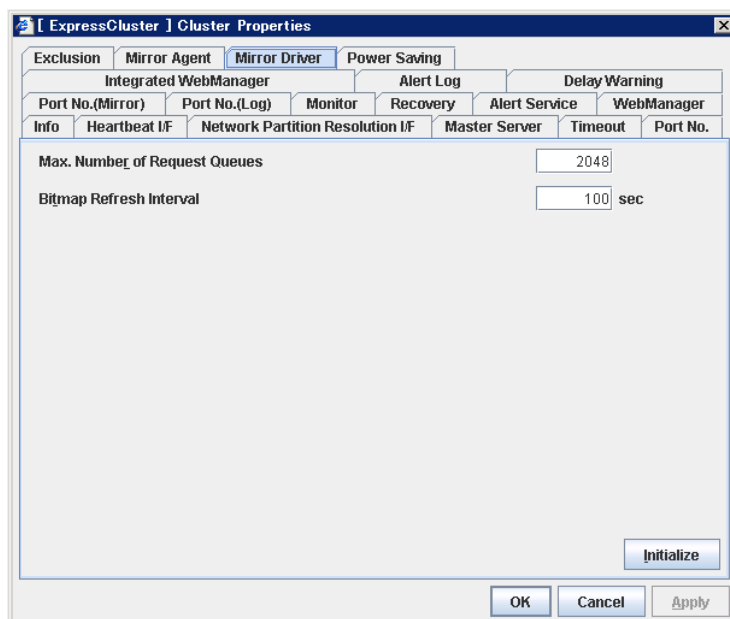 [ ExpressCluster ] Cluster Properties
Exclusion Mirror Agent Mirror Driver Power Saving
Integrated WebManager Alert Log Delay Warning
Port No.(Mirror) Port No.(Log) Monitor Recovery Alert Service WebManager
Info Heartbeat I/F Network Partition Resolution I/F Master Server Timeout Port No.
Max. Number of Request Queues 2048
Bitmap Refresh Interval 100 sec
Initialize
OK Cancel Apply